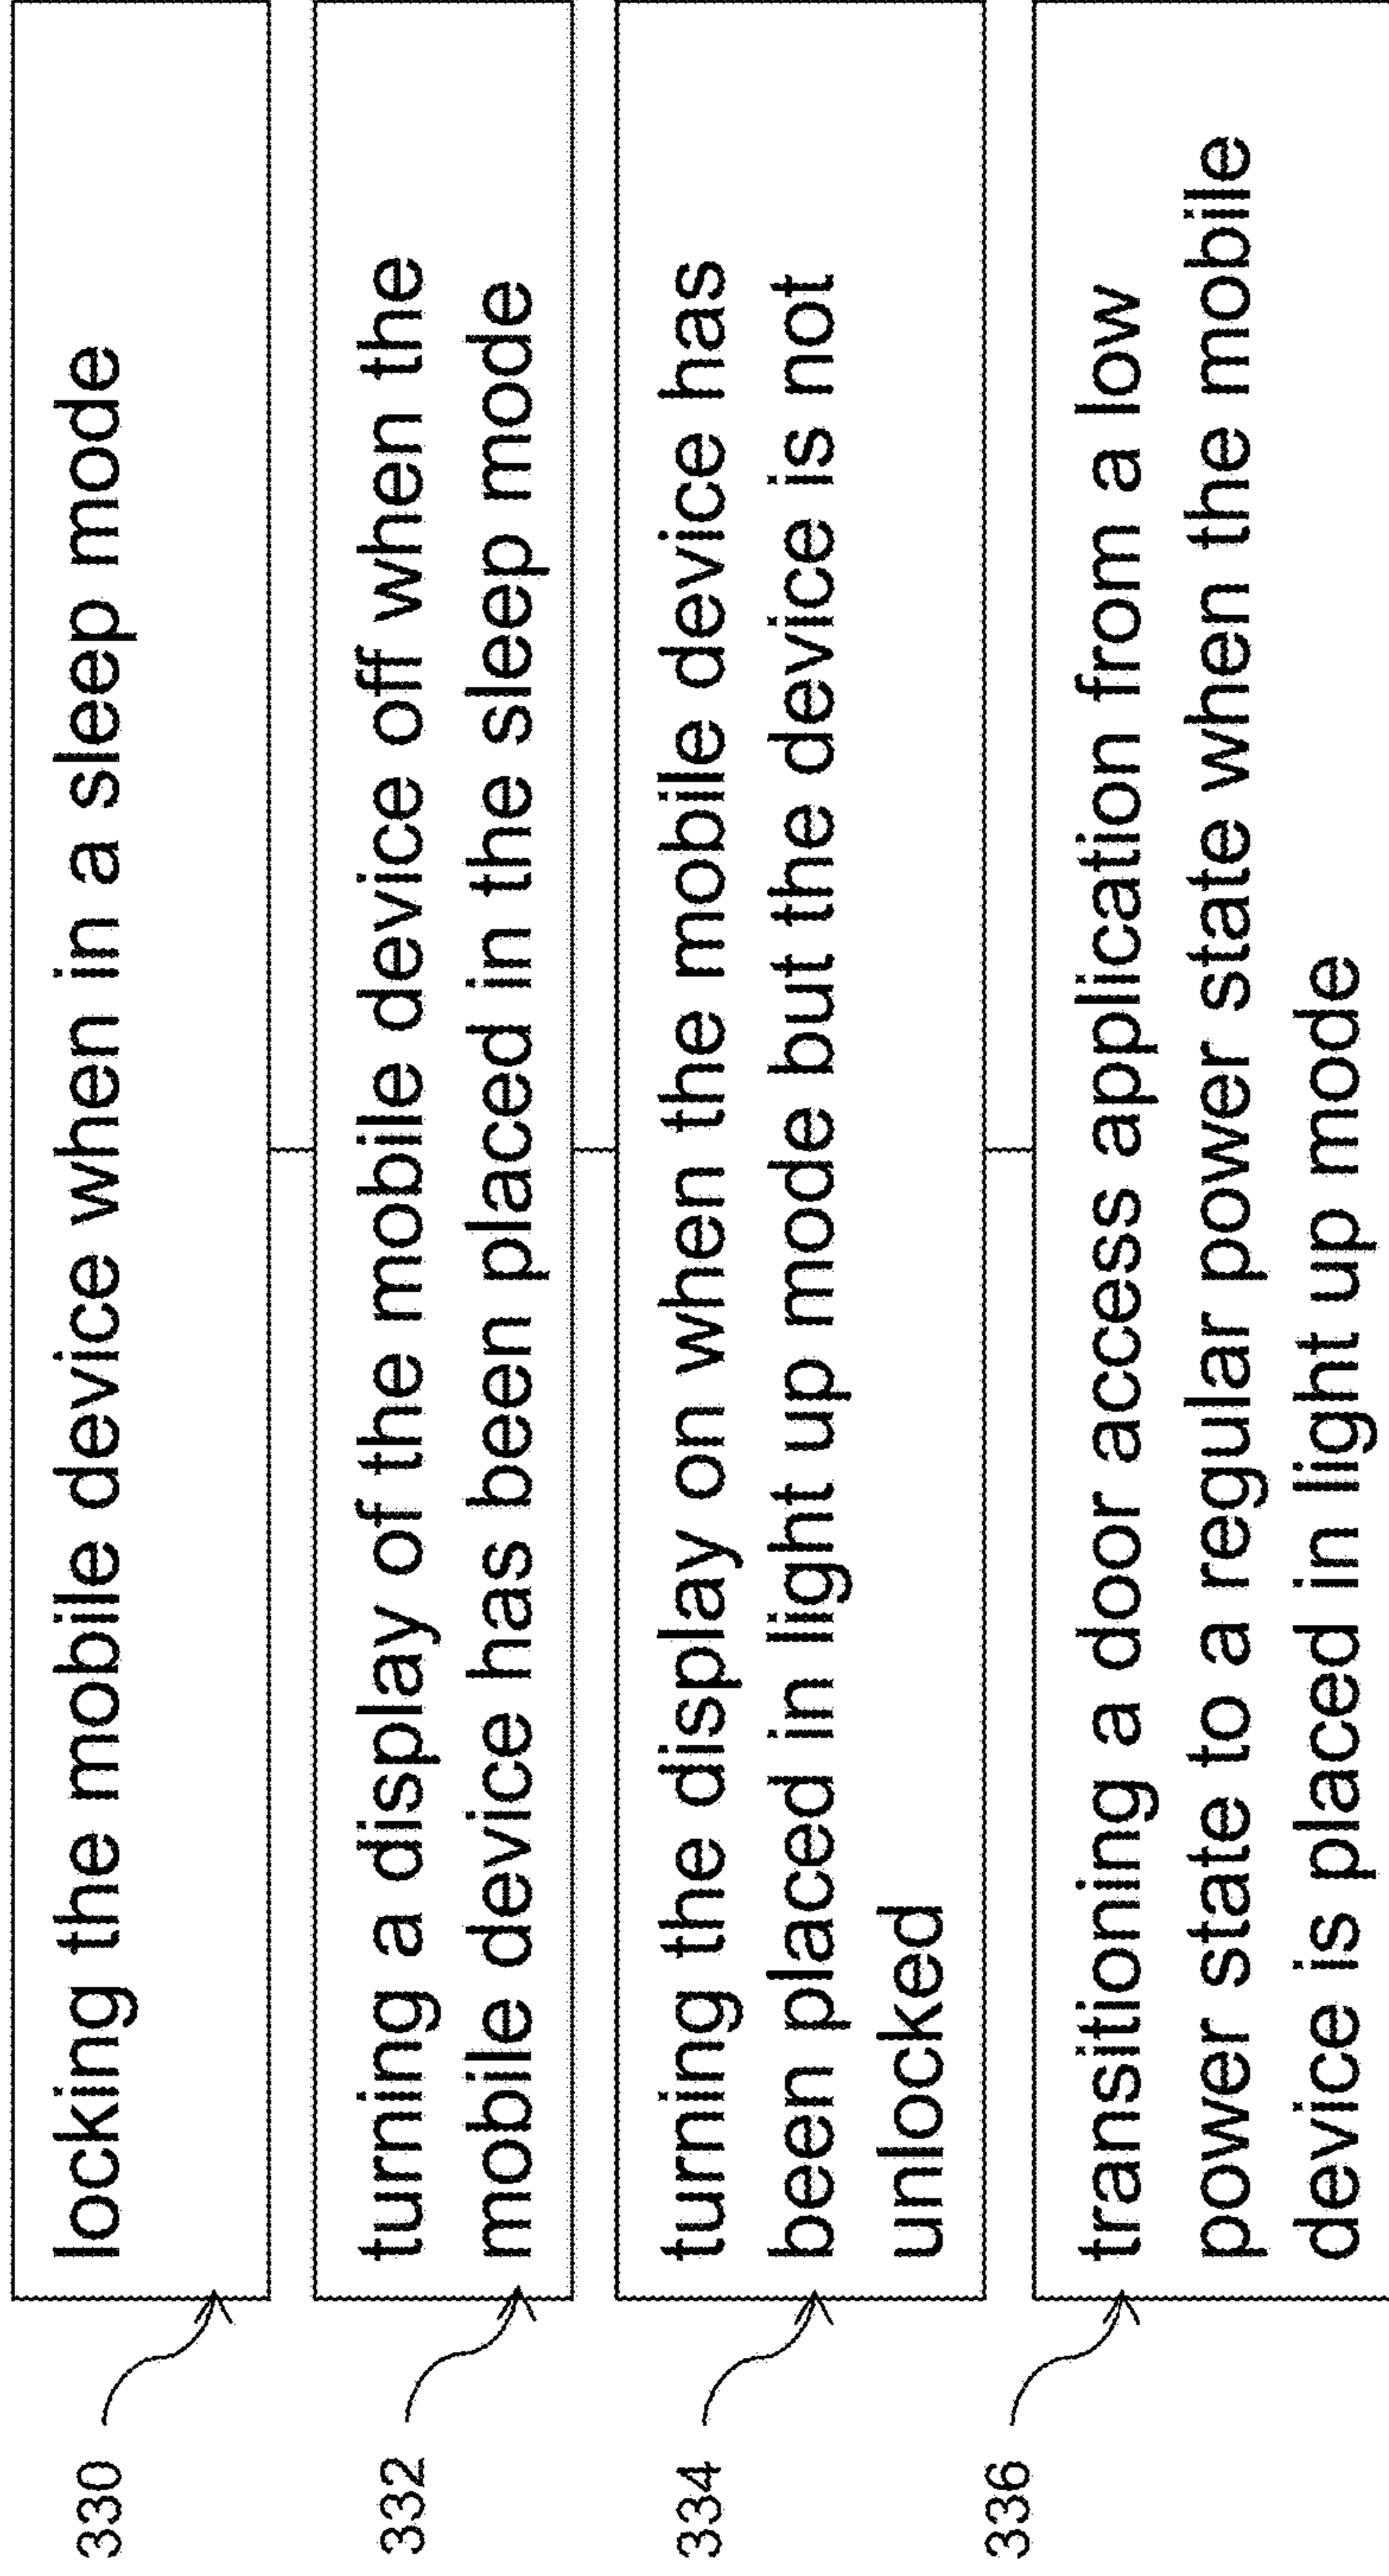 330
locking the mobile device when in a sleep mode
332
turning a display of the mobile device off when the
mobile device has been placed in the sleep mode
334
turning the display on when the mobile device has
been placed in light up mode but the device is not
unlocked
336
transitioning a door access application from a low
power state to a regular power state when the mobile
device is placed in light up mode